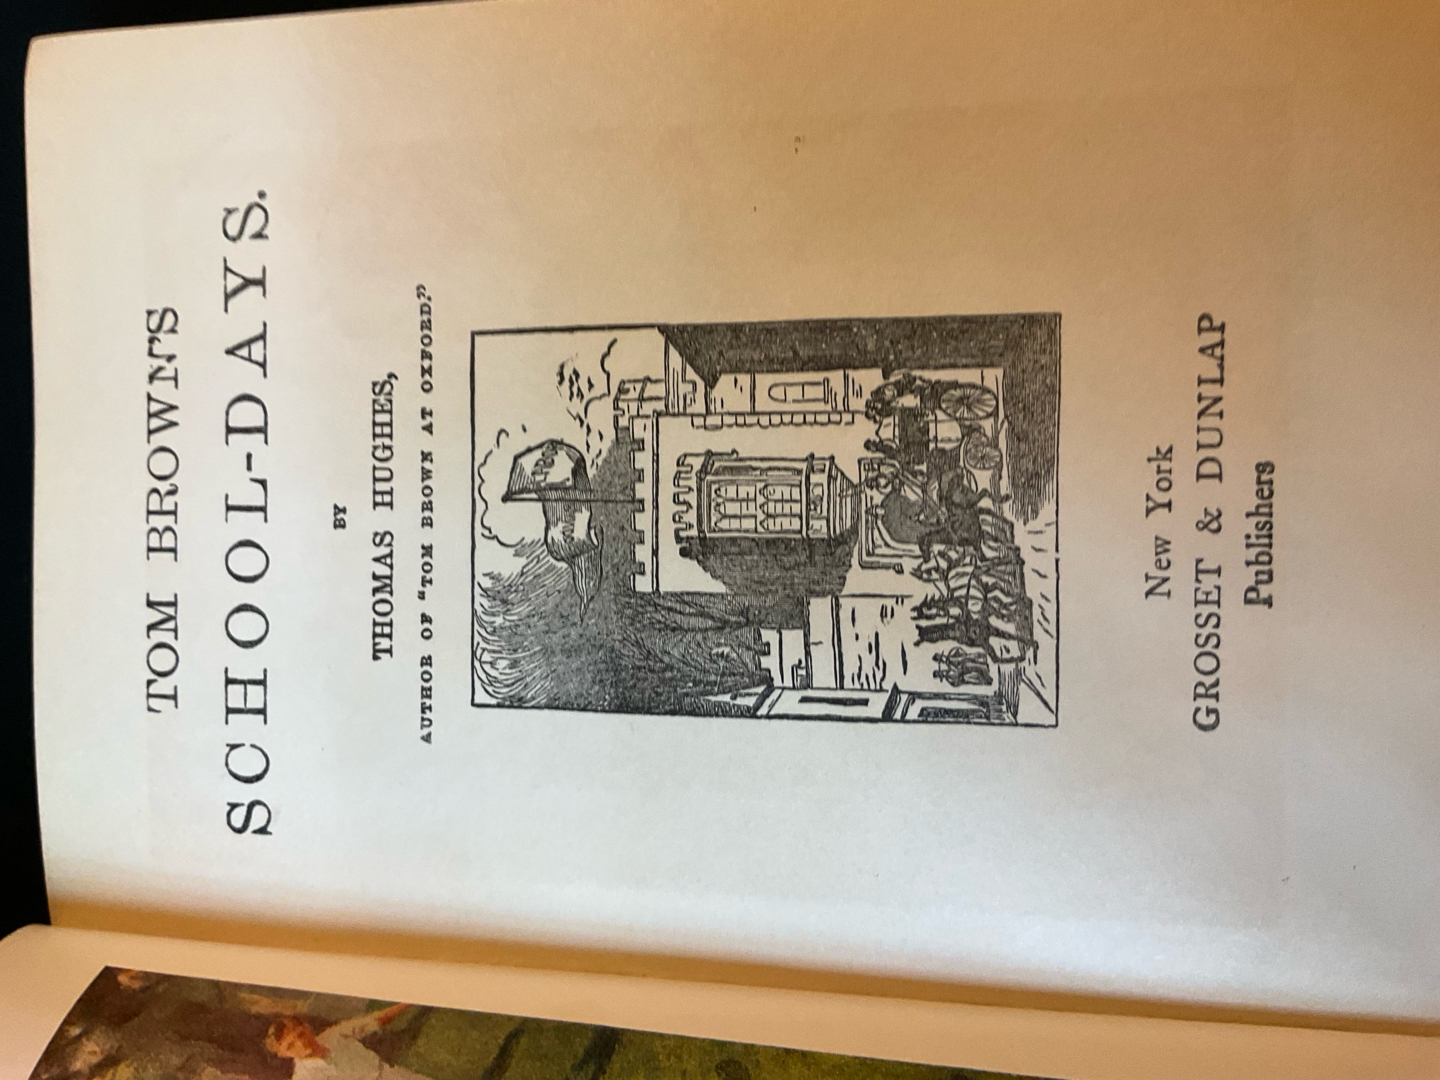 TOM BROWN'S
SCHOOL-DAYS.
BY
THOMAS HUGHES,
AUTHOR OF "TOM BROWN AT OXFORD."
New York
GROSSET & DUNLAP
Publishers